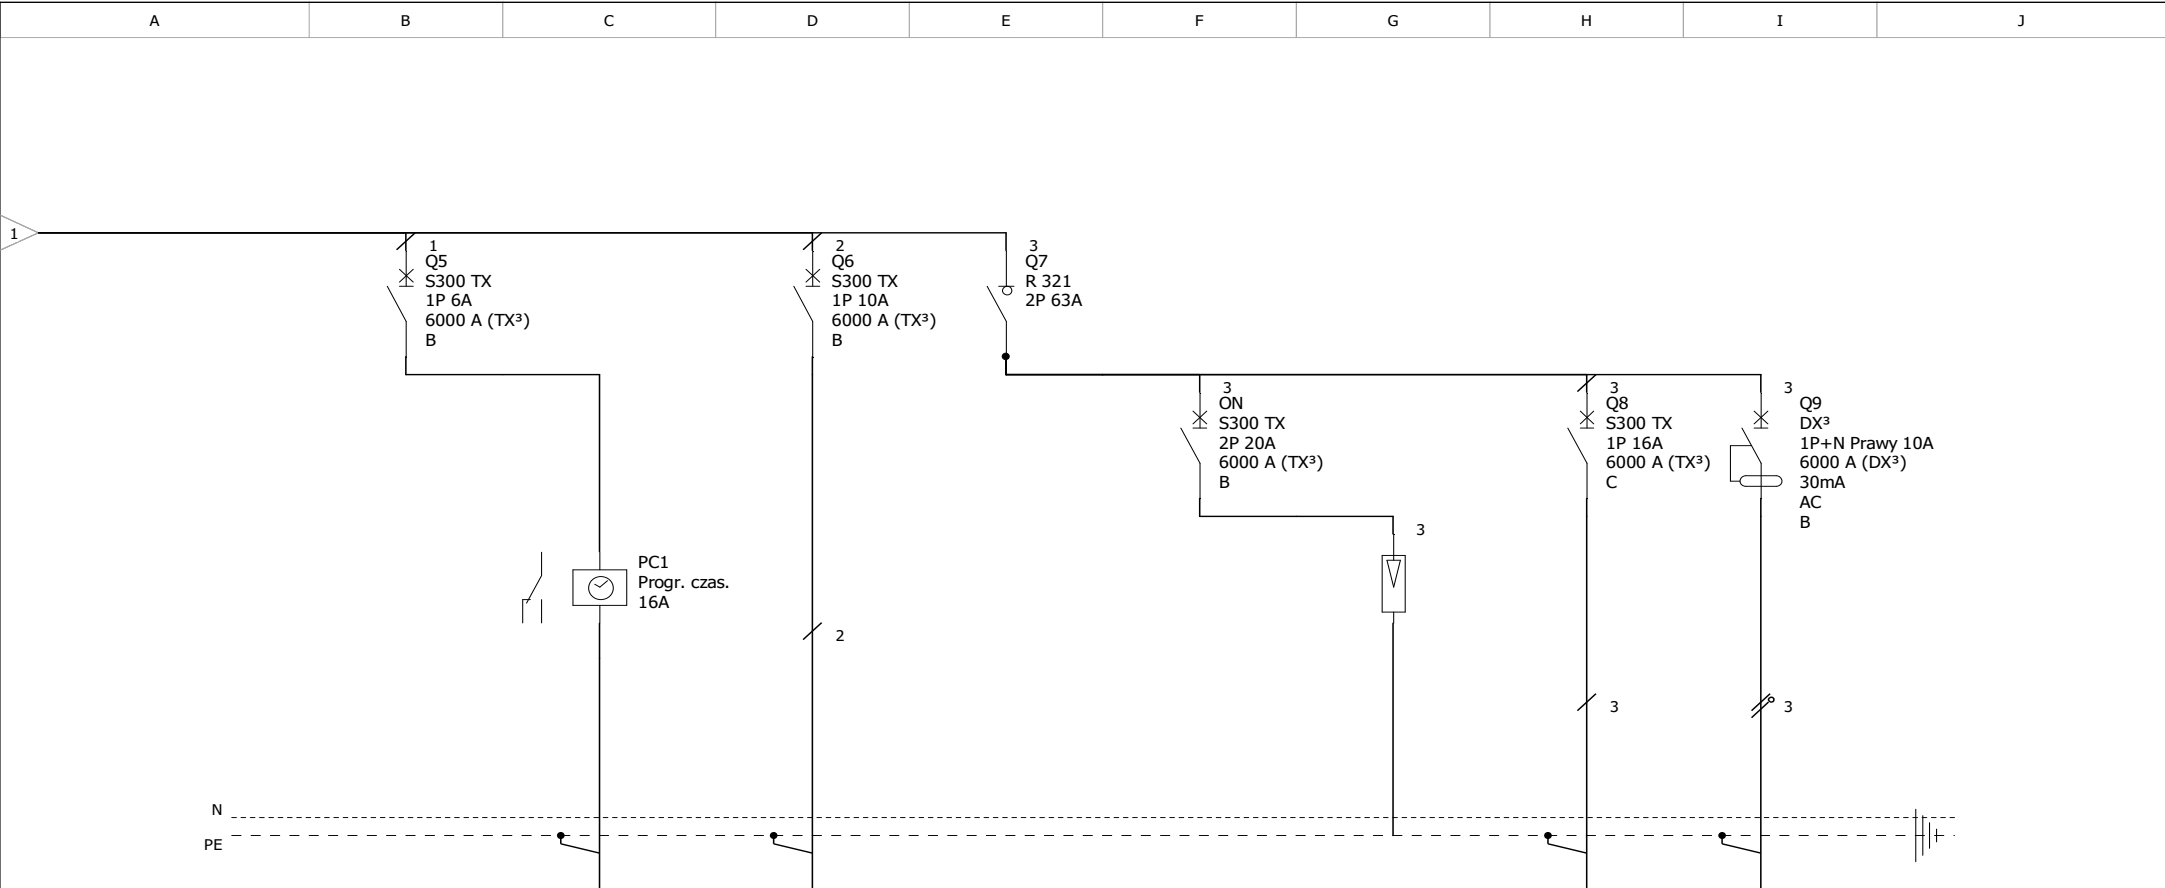 A
B
C
D
E
F
G
H
I
J
1
1
Q5
S300 TX
1P 6A
6000 A (TX³)
B
2
Q6
S300 TX
1P 10A
6000 A (TX³)
B
3
Q7
R 321
2P 63A
3
ON
S300 TX
2P 20A
6000 A (TX³)
B
3
Q8
S300 TX
1P 16A
6000 A (TX³)
C
3
Q9
DX³
1P+N Prawy 10A
6000 A (DX³)
30mA
AC
B
3
PC1
Progr. czas.
16A
2
3
3
N
PE